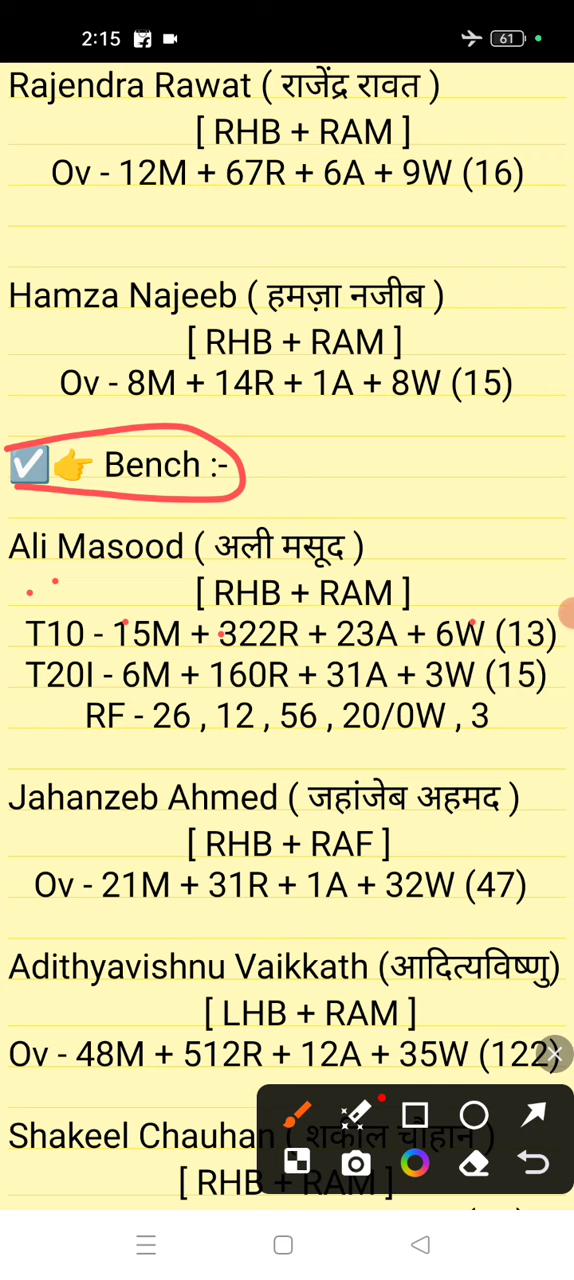 2:15
61
Rajendra Rawat ( राजेंद्र रावत )
[ RHB + RAM ]
Ov - 12M + 67R + 6A + 9W (16)
Hamza Najeeb ( हमज़ा नजीब )
[ RHB + RAM ]
Ov - 8M + 14R + 1A + 8W (15)
☑️👉 Bench :-
Ali Masood ( अली मसूद )
[ RHB + RAM ]
T10 - 15M + 322R + 23A + 6W (13)
T20I - 6M + 160R + 31A + 3W (15)
RF - 26 , 12 , 56 , 20/0W , 3
Jahanzeb Ahmed ( जहांजेब अहमद )
[ RHB + RAF ]
Ov - 21M + 31R + 1A + 32W (47)
Adithyavishnu Vaikkath (आदित्यविष्णु)
[ LHB + RAM ]
Ov - 48M + 512R + 12A + 35W (122)
Shakeel Chauhan ( शकील चौहान )
[ RHB + RAM ]